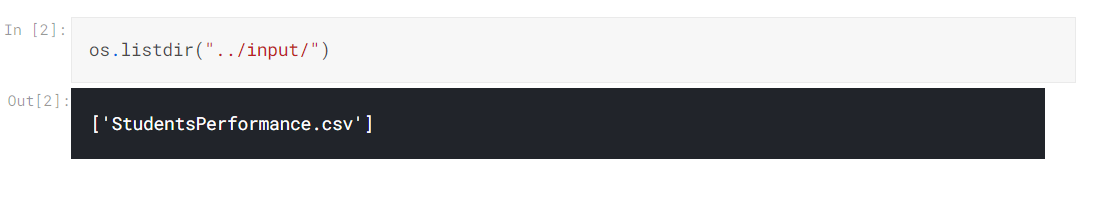 In [2]:
os.listdir("../input/")
Out[2]:
['StudentsPerformance.csv']